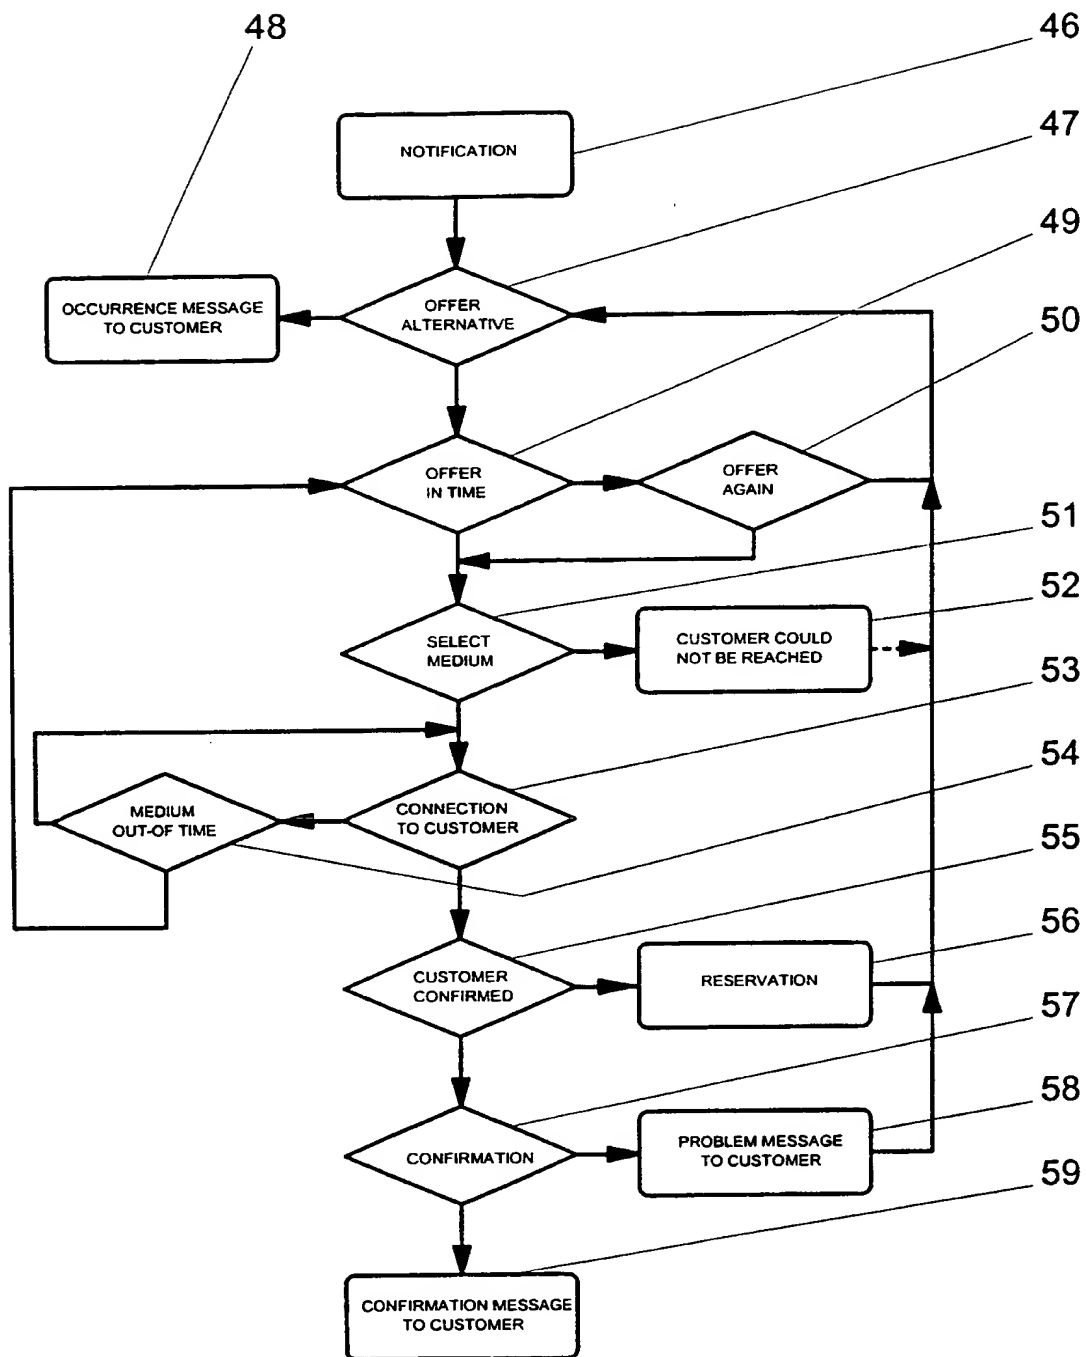 48
46
NOTIFICATION
47
OCCURRENCE MESSAGE
TO CUSTOMER
OFFER
ALTERNATIVE
49
50
OFFER
IN TIME
OFFER
AGAIN
51
52
SELECT
MEDIUM
CUSTOMER COULD
NOT BE REACHED
53
54
MEDIUM
OUT-OF TIME
CONNECTION
TO CUSTOMER
55
56
CUSTOMER
CONFIRMED
RESERVATION
57
58
CONFIRMATION
PROBLEM MESSAGE
TO CUSTOMER
59
CONFIRMATION MESSAGE
TO CUSTOMER